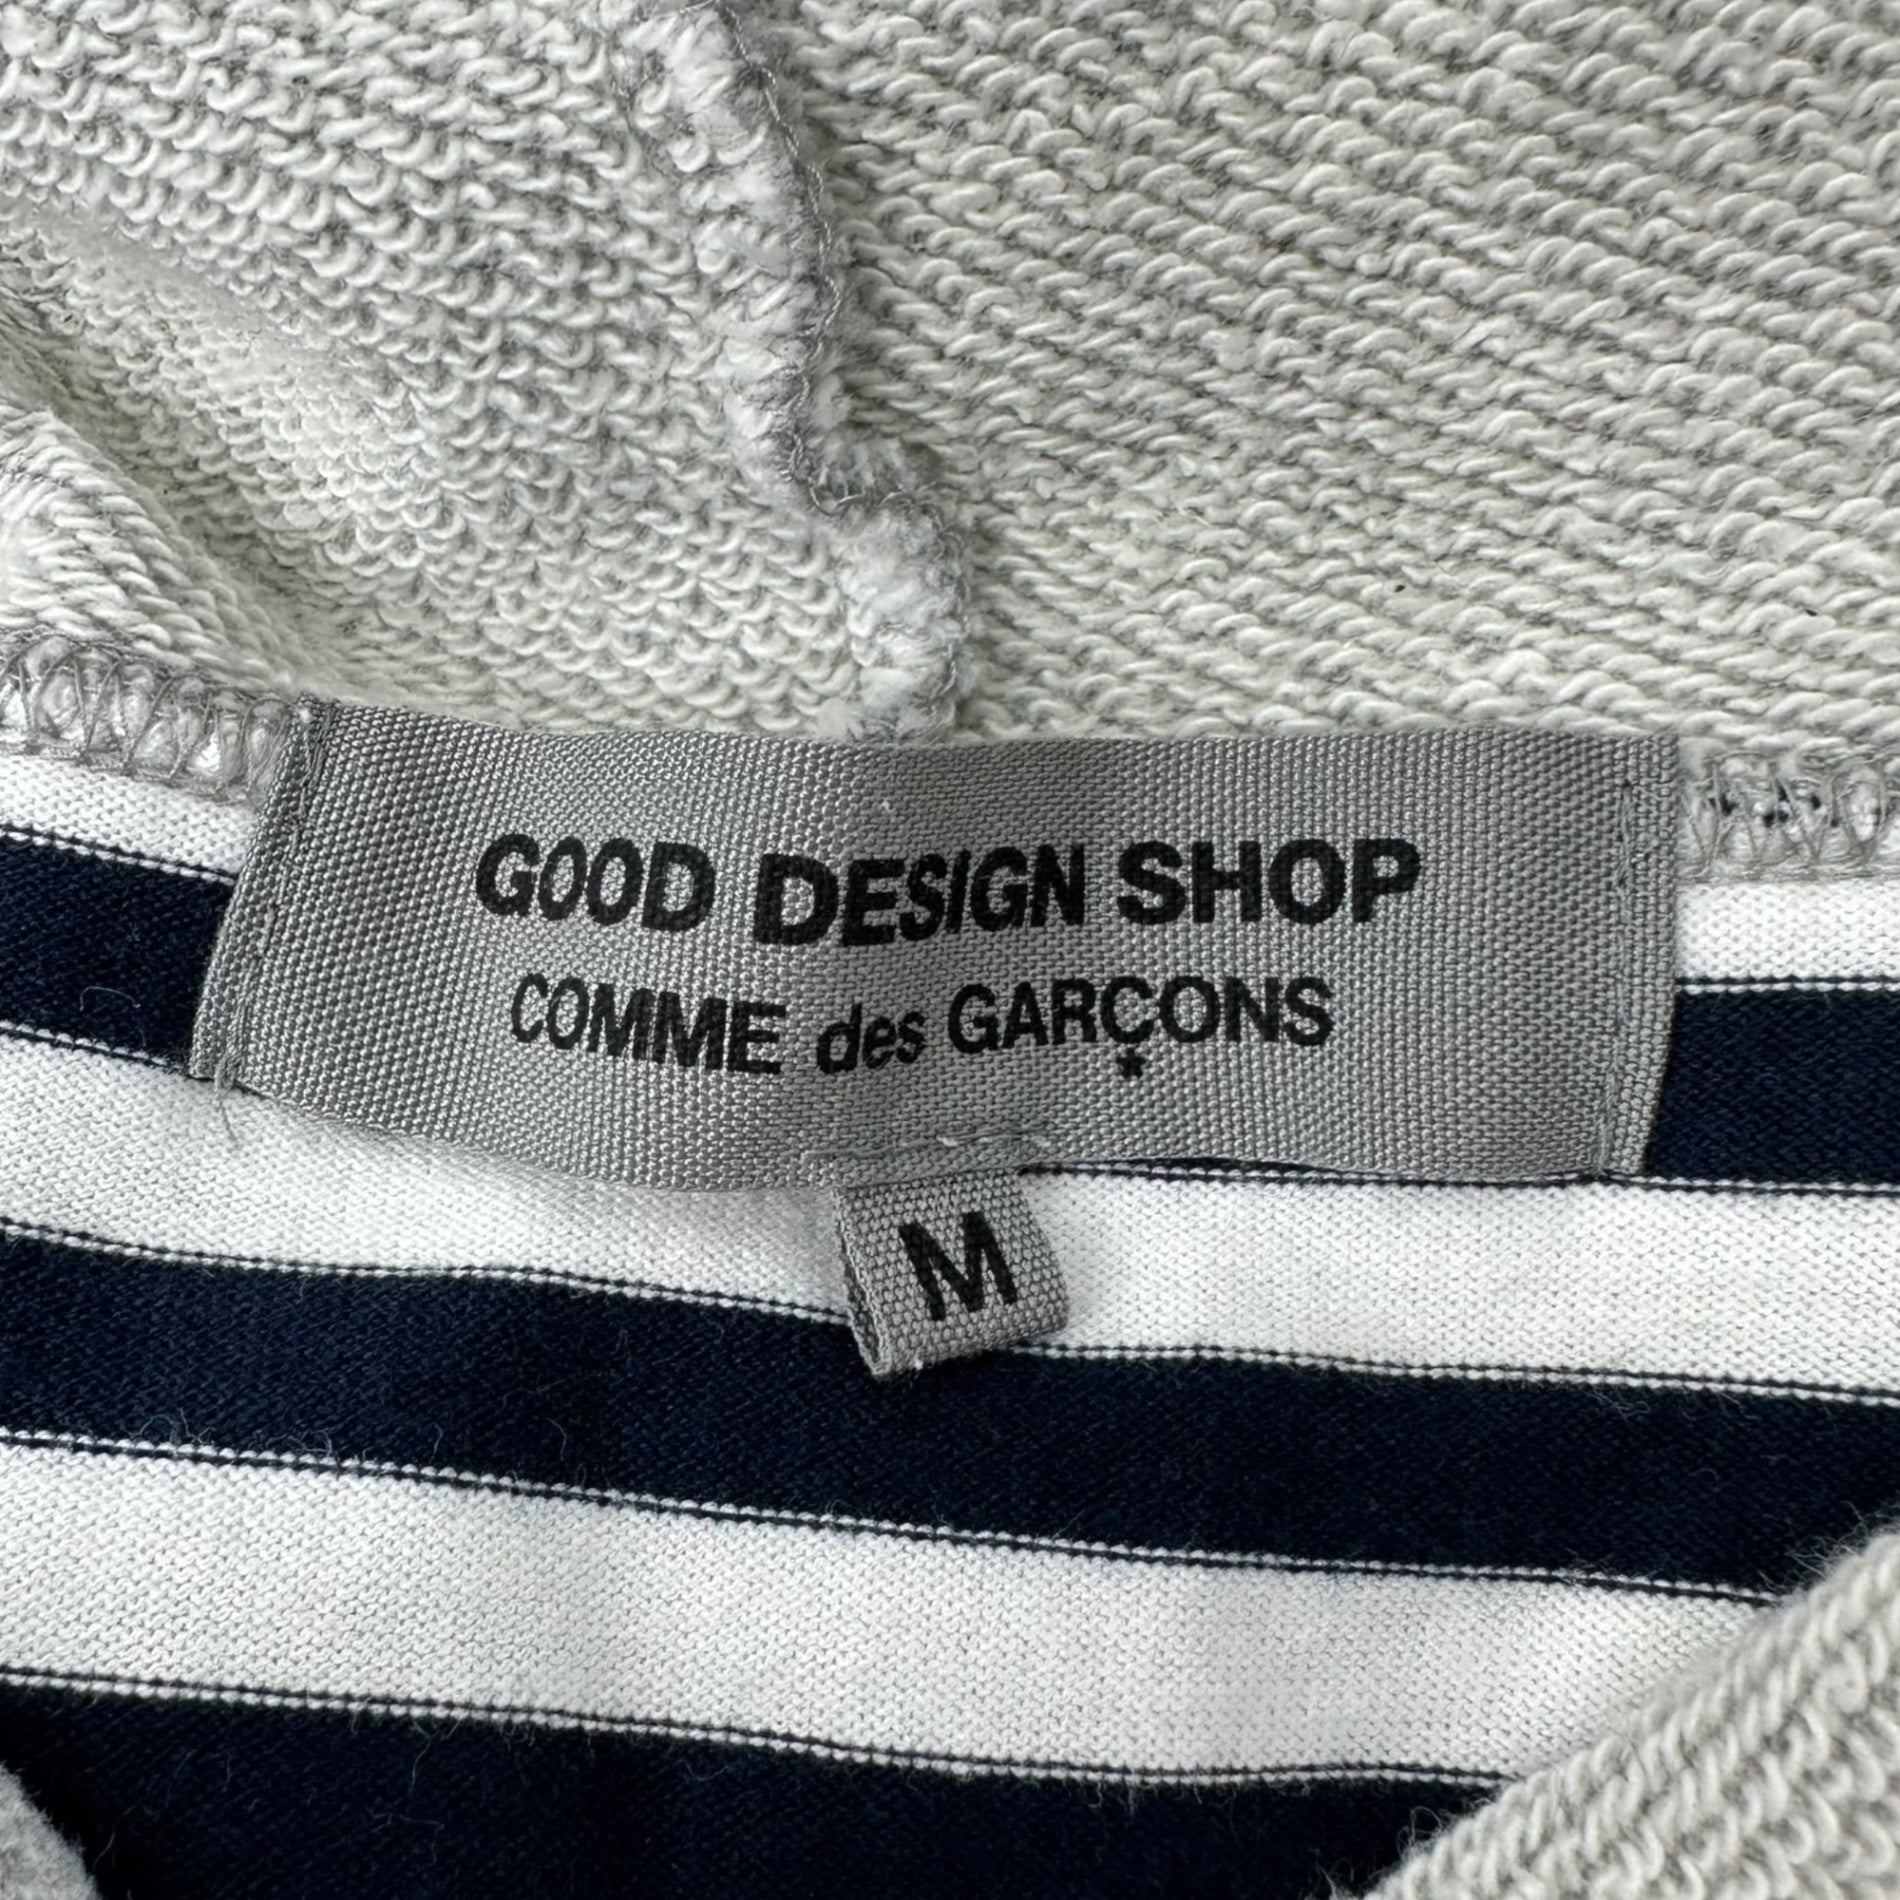 GOOD DESIGN SHOP
COMME des GARÇONS
*
M